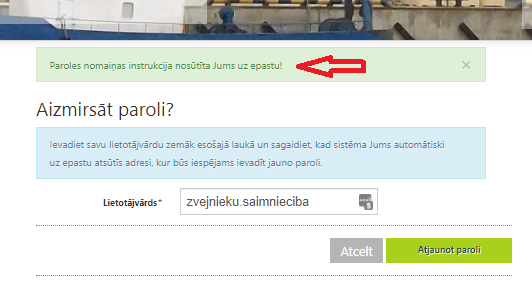 Paroles nomaiņas instrukcija nosūtīta Jums uz epastu!
Aizmirsāt paroli?
Ievadiet savu lietotājvārdu zemāk esošajā laukā un sagaidiet, kad sistēma Jums automātiski
uz epastu atsūtīs adresi, kur būs iespējams ievadīt jauno paroli.
Lietotājvārds*
zvejnieku.saimnieciba
5
Atcelt
Atjaunot paroli